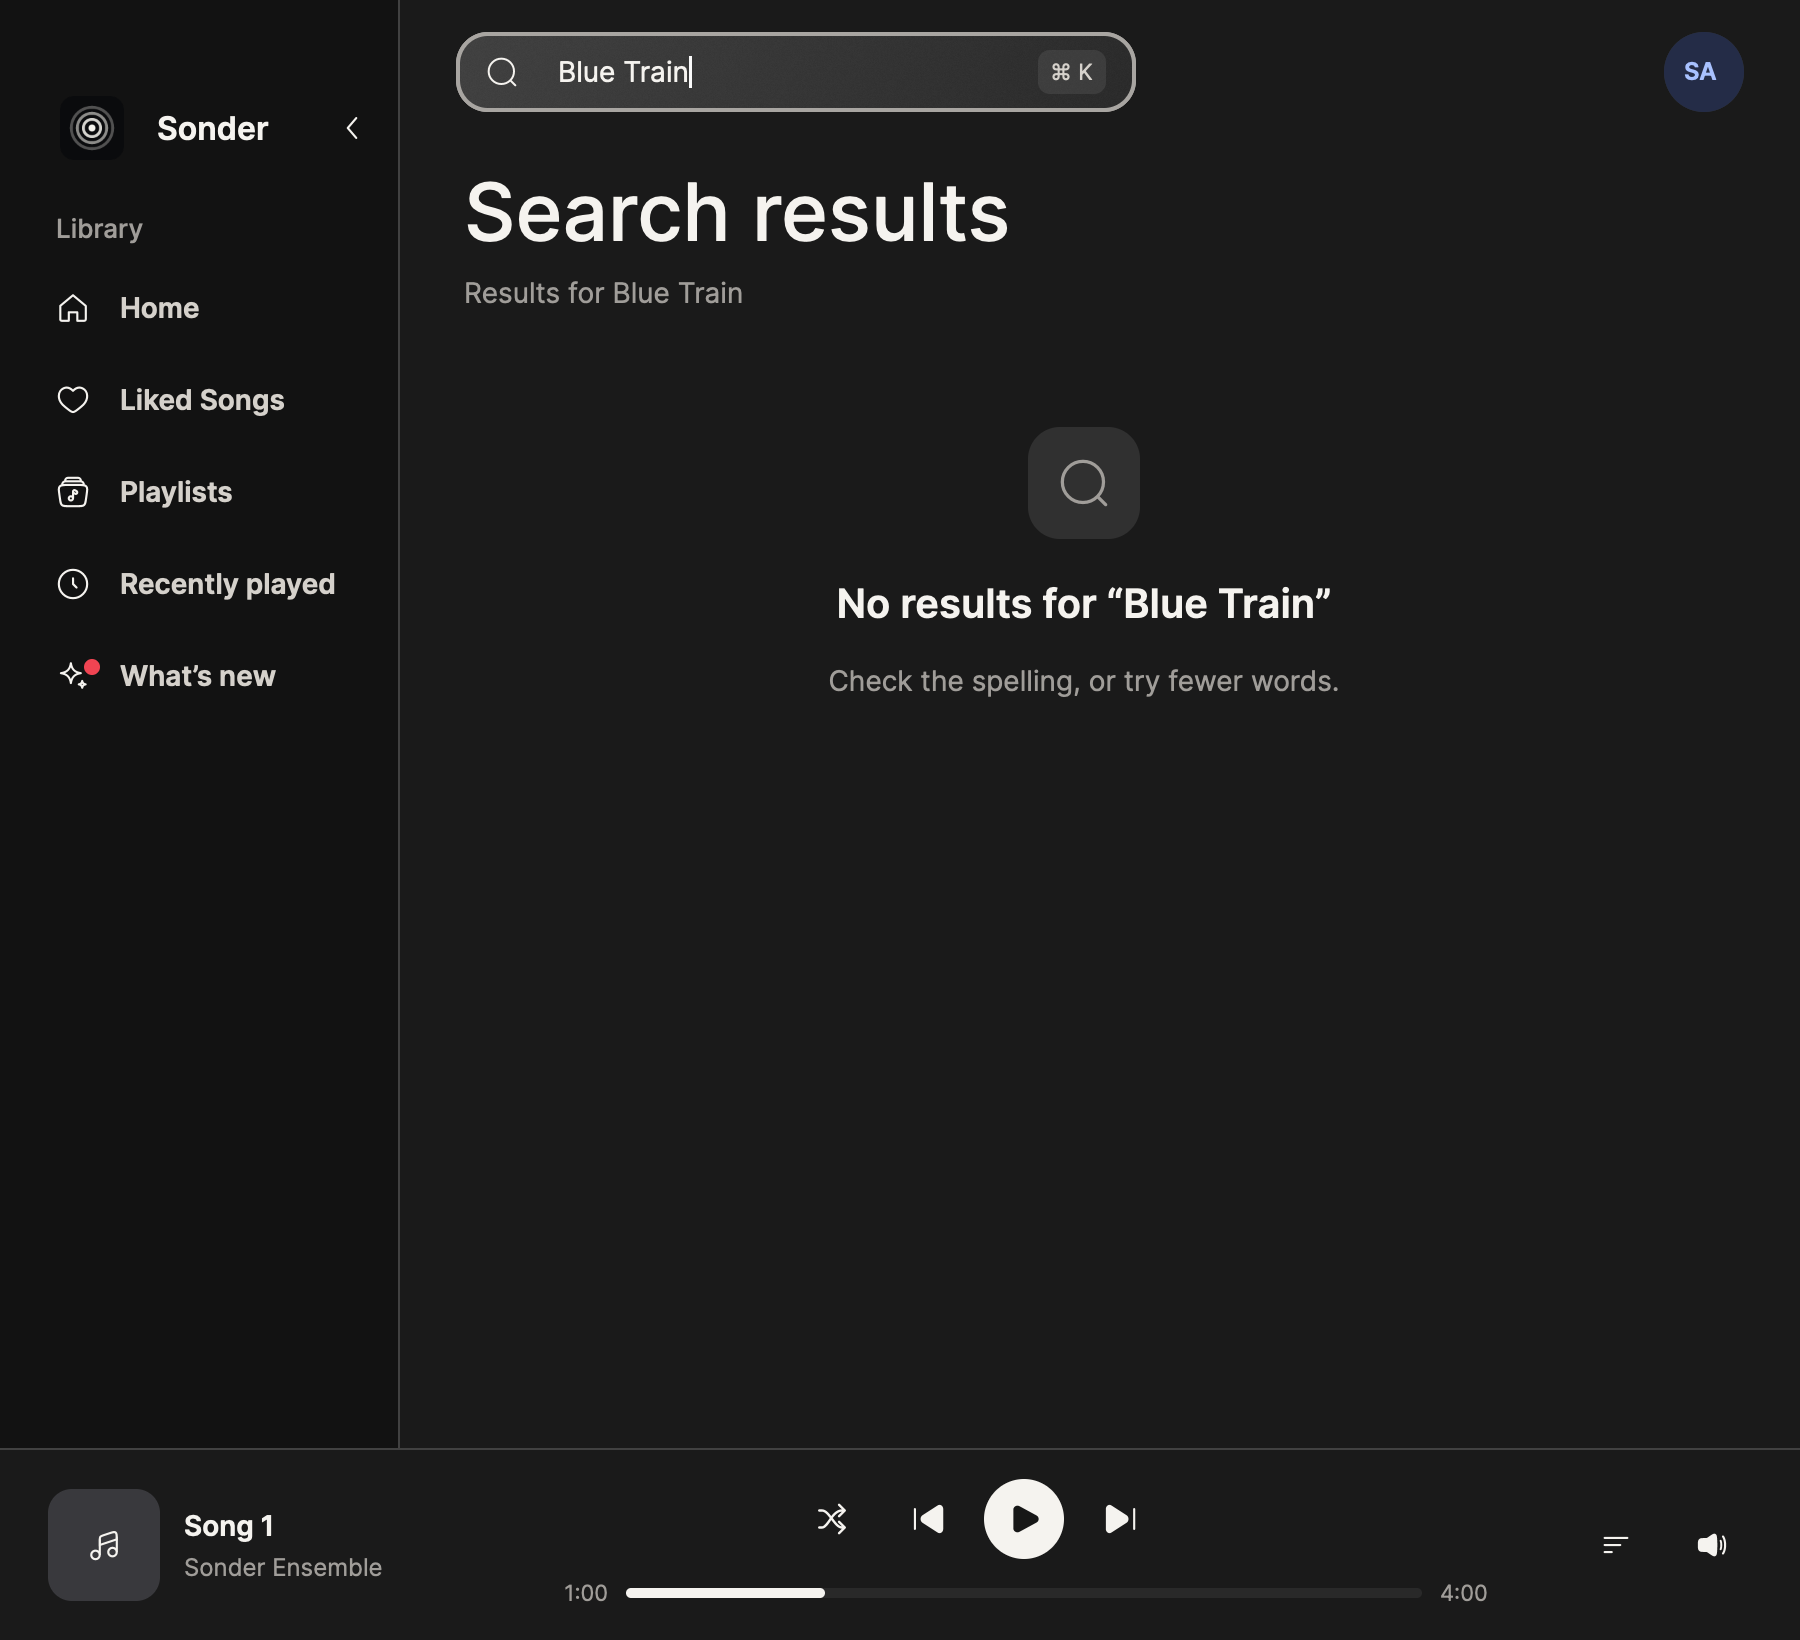 Blue Train
⌘ K
SA
Sonder
Library
Home
Liked Songs
Playlists
Recently played
What’s new
Search results
Results for Blue Train
No results for “Blue Train”
Check the spelling, or try fewer words.
Song 1
Sonder Ensemble
1:00
4:00